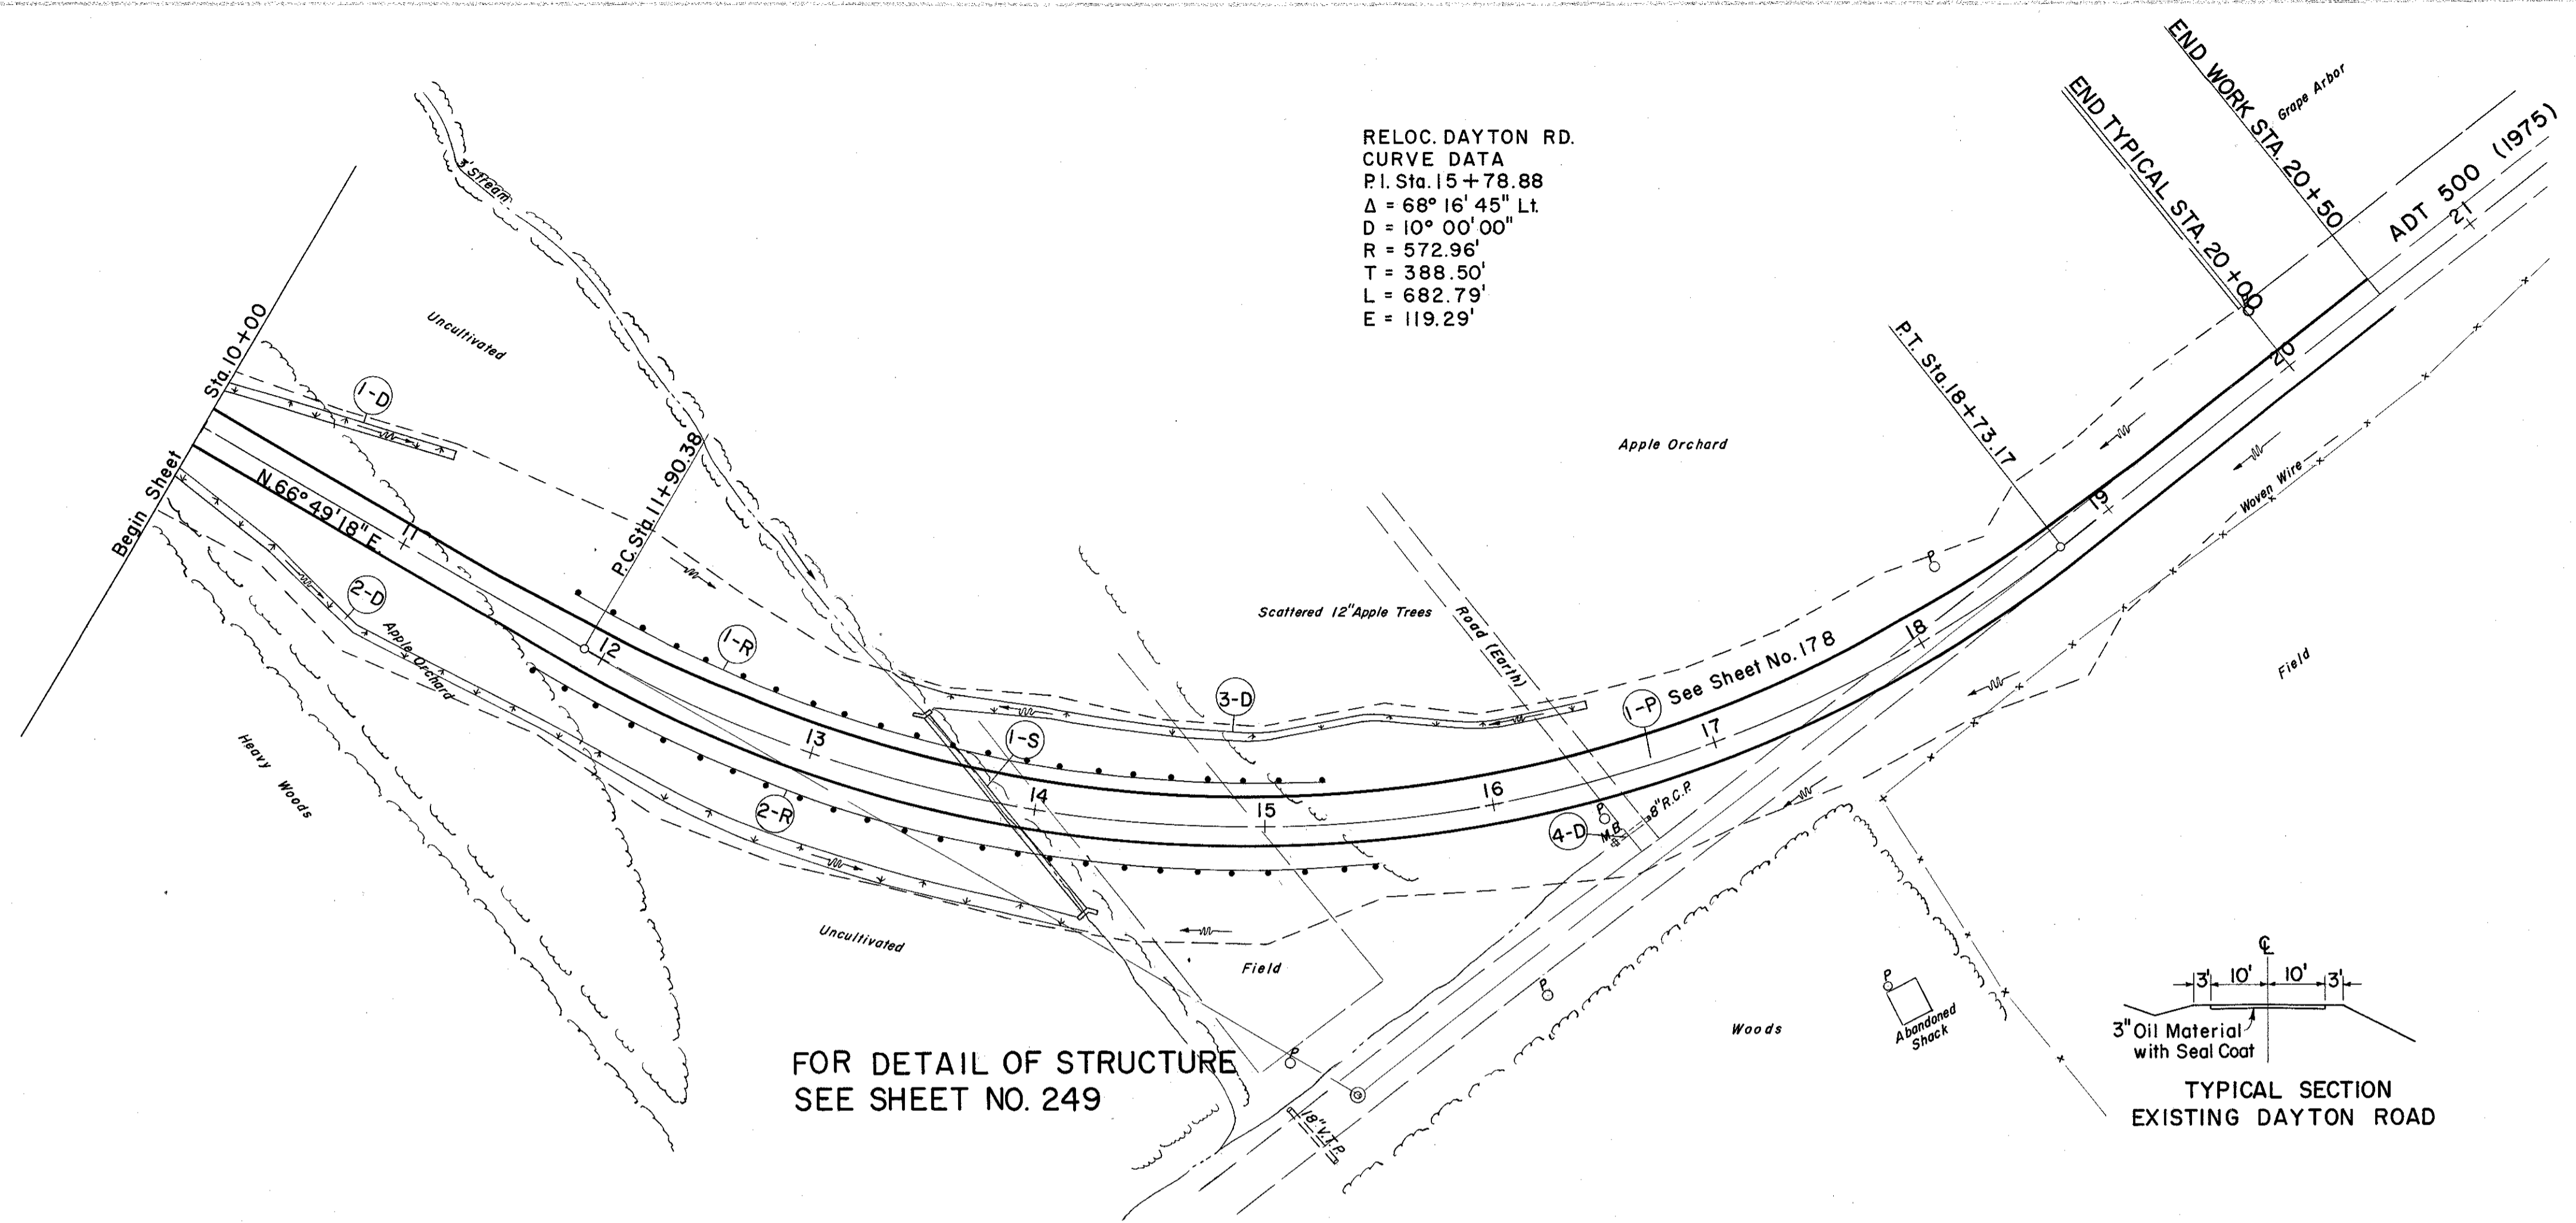 RELOC. DAYTON RD.
CURVE DATA
P.I. Sta. 15+78.88
Δ = 68° 16' 45" Lt.
D = 10° 00' 00"
R = 572.96'
T = 388.50'
L = 682.79'
E = 119.29'
END WORK STA. 20+50
END TYPICAL STA. 20+00
Grape Arbor
ADT 500 (1975)
21
20
P.T. Sta. 18+73.17
19
3' Stream
Uncultivated
Begin Sheet Sta. 10+00
1-D
N. 66° 49' 18" E.
11
P.C. Sta. 11+90.38
2-D
Apple Orchard
12
1-R
Heavy Woods
13
2-R
1-S
14
3-D
15
16
Scattered 12" Apple Trees
Road (Earth)
Apple Orchard
1-P See Sheet No. 178
17
18
P
Woven Wire
Field
P
4-D
M.B.
8" R.C.P.
Uncultivated
Field
P
P
18" V.T.P.
Woods
P
Abandoned
Shack
FOR DETAIL OF STRUCTURE
SEE SHEET NO. 249
℄
3' 10' 10' 3'
3" Oil Material
with Seal Coat
TYPICAL SECTION
EXISTING DAYTON ROAD